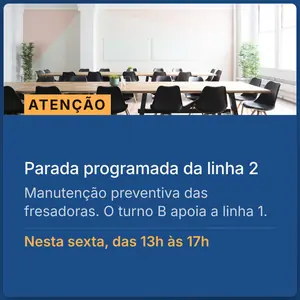 ATENÇÃO
Parada programada da linha 2
Manutenção preventiva das
fresadoras. O turno B apoia a linha 1.
Nesta sexta, das 13h às 17h